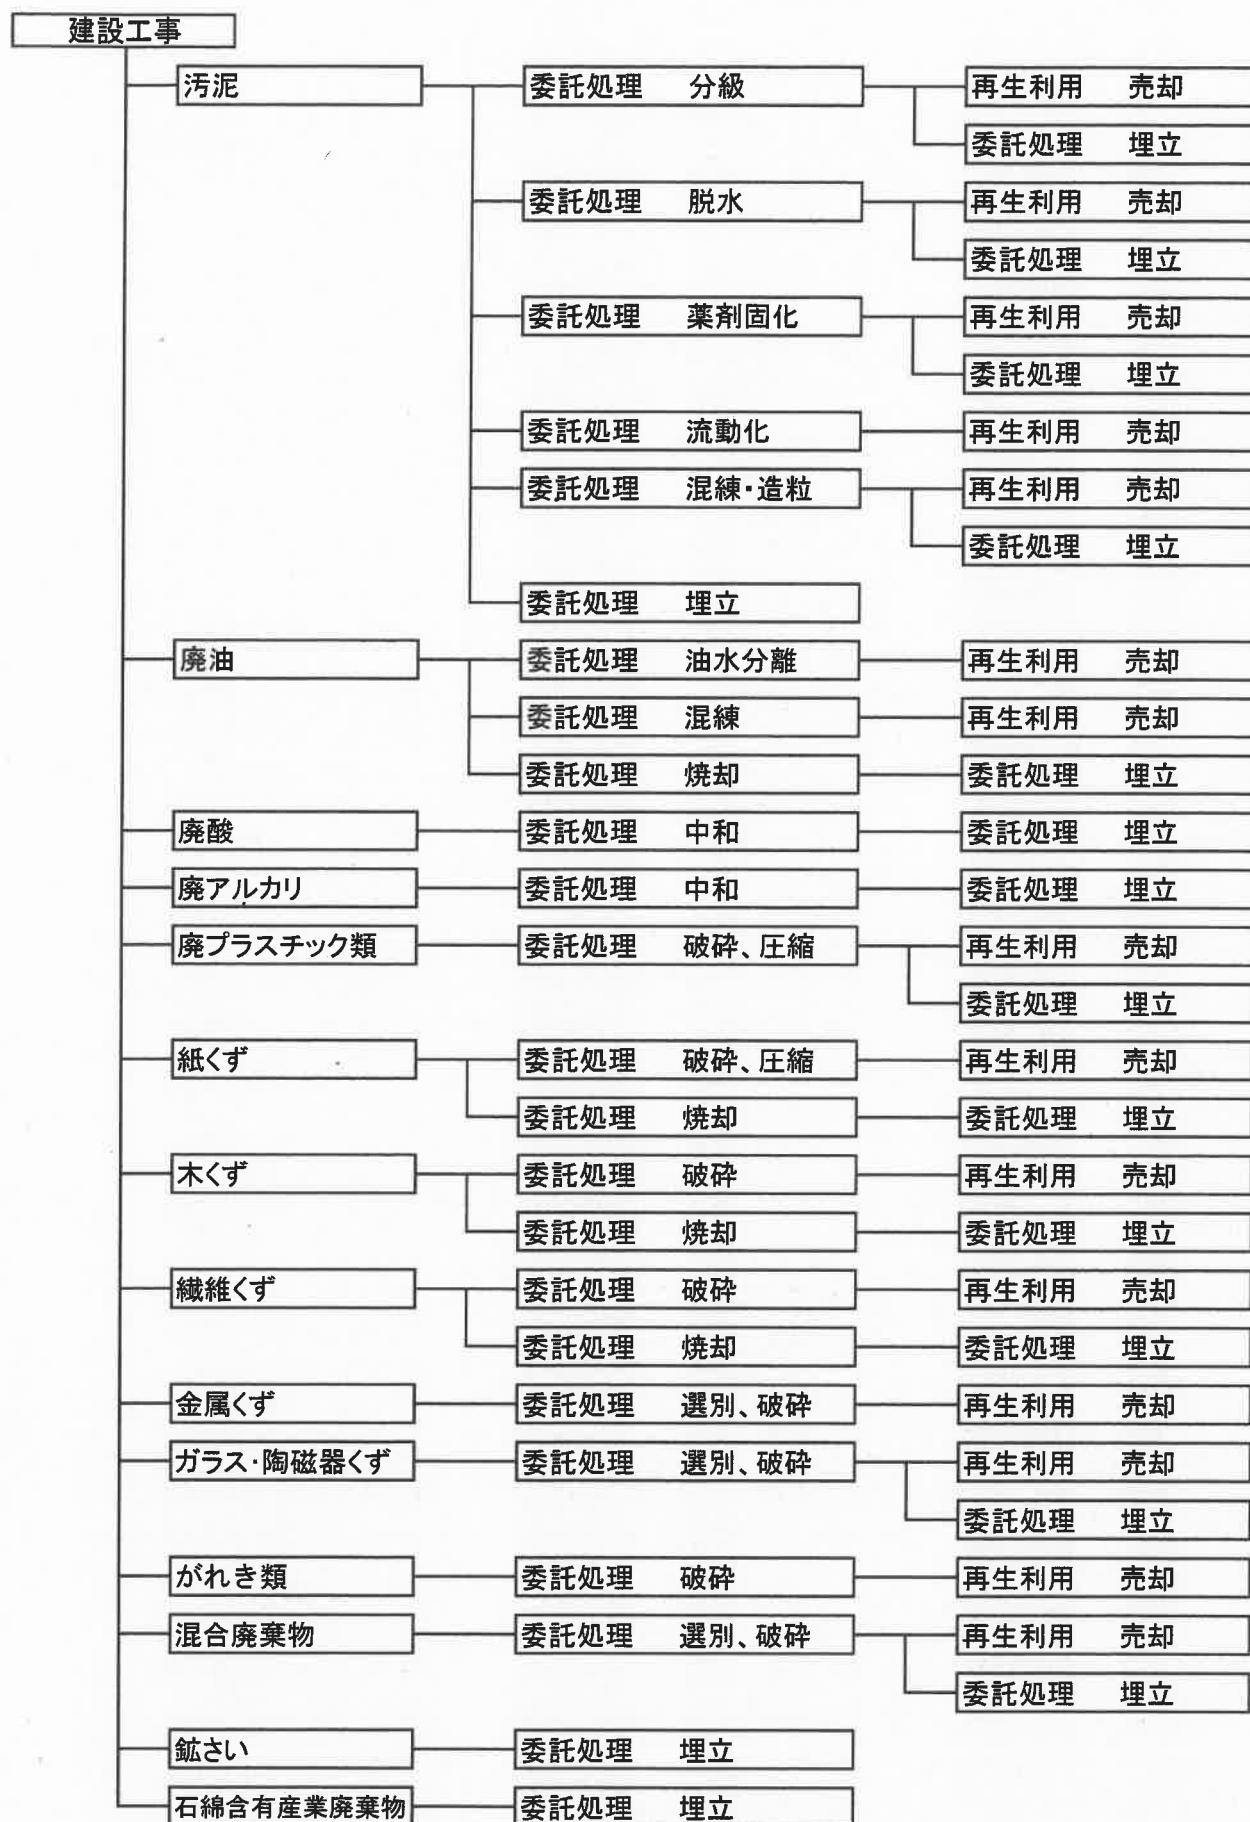 建設工事
汚泥 委託処理 分級 再生利用 売却
委託処理 埋立
委託処理 脱水 再生利用 売却
委託処理 埋立
委託処理 薬剤固化 再生利用 売却
委託処理 埋立
委託処理 流動化 再生利用 売却
委託処理 混練・造粒 再生利用 売却
委託処理 埋立
委託処理 埋立
廃油 委託処理 油水分離 再生利用 売却
委託処理 混練 再生利用 売却
委託処理 焼却 委託処理 埋立
廃酸 委託処理 中和 委託処理 埋立
廃アルカリ 委託処理 中和 委託処理 埋立
廃プラスチック類 委託処理 破砕、圧縮 再生利用 売却
委託処理 埋立
紙くず 委託処理 破砕、圧縮 再生利用 売却
委託処理 焼却 委託処理 埋立
木くず 委託処理 破砕 再生利用 売却
委託処理 焼却 委託処理 埋立
繊維くず 委託処理 破砕 再生利用 売却
委託処理 焼却 委託処理 埋立
金属くず 委託処理 選別、破砕 再生利用 売却
ガラス・陶磁器くず 委託処理 選別、破砕 再生利用 売却
委託処理 埋立
がれき類 委託処理 破砕 再生利用 売却
混合廃棄物 委託処理 選別、破砕 再生利用 売却
委託処理 埋立
鉱さい 委託処理 埋立
石綿含有産業廃棄物 委託処理 埋立